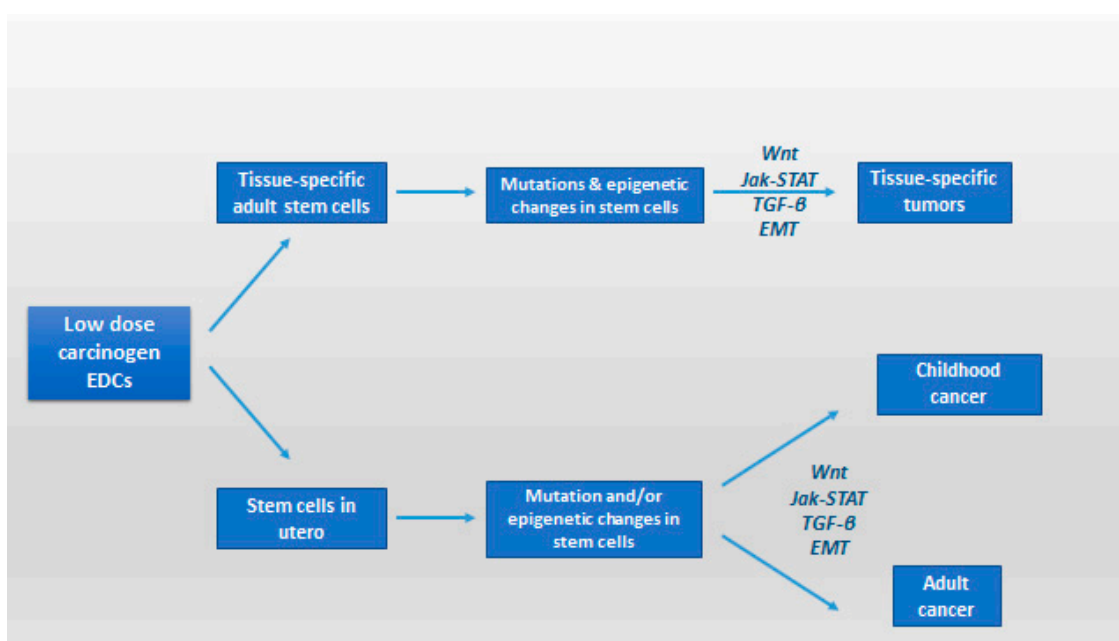 Wnt
Jak-STAT
TGF-β
EMT
Tissue-specific
adult stem cells
Mutations & epigenetic
changes in stem cells
Tissue-specific
tumors
Low dose
carcinogen
EDCs
Childhood
cancer
Stem cells in
utero
Mutation and/or
epigenetic changes in
stem cells
Wnt
Jak-STAT
TGF-β
EMT
Adult
cancer